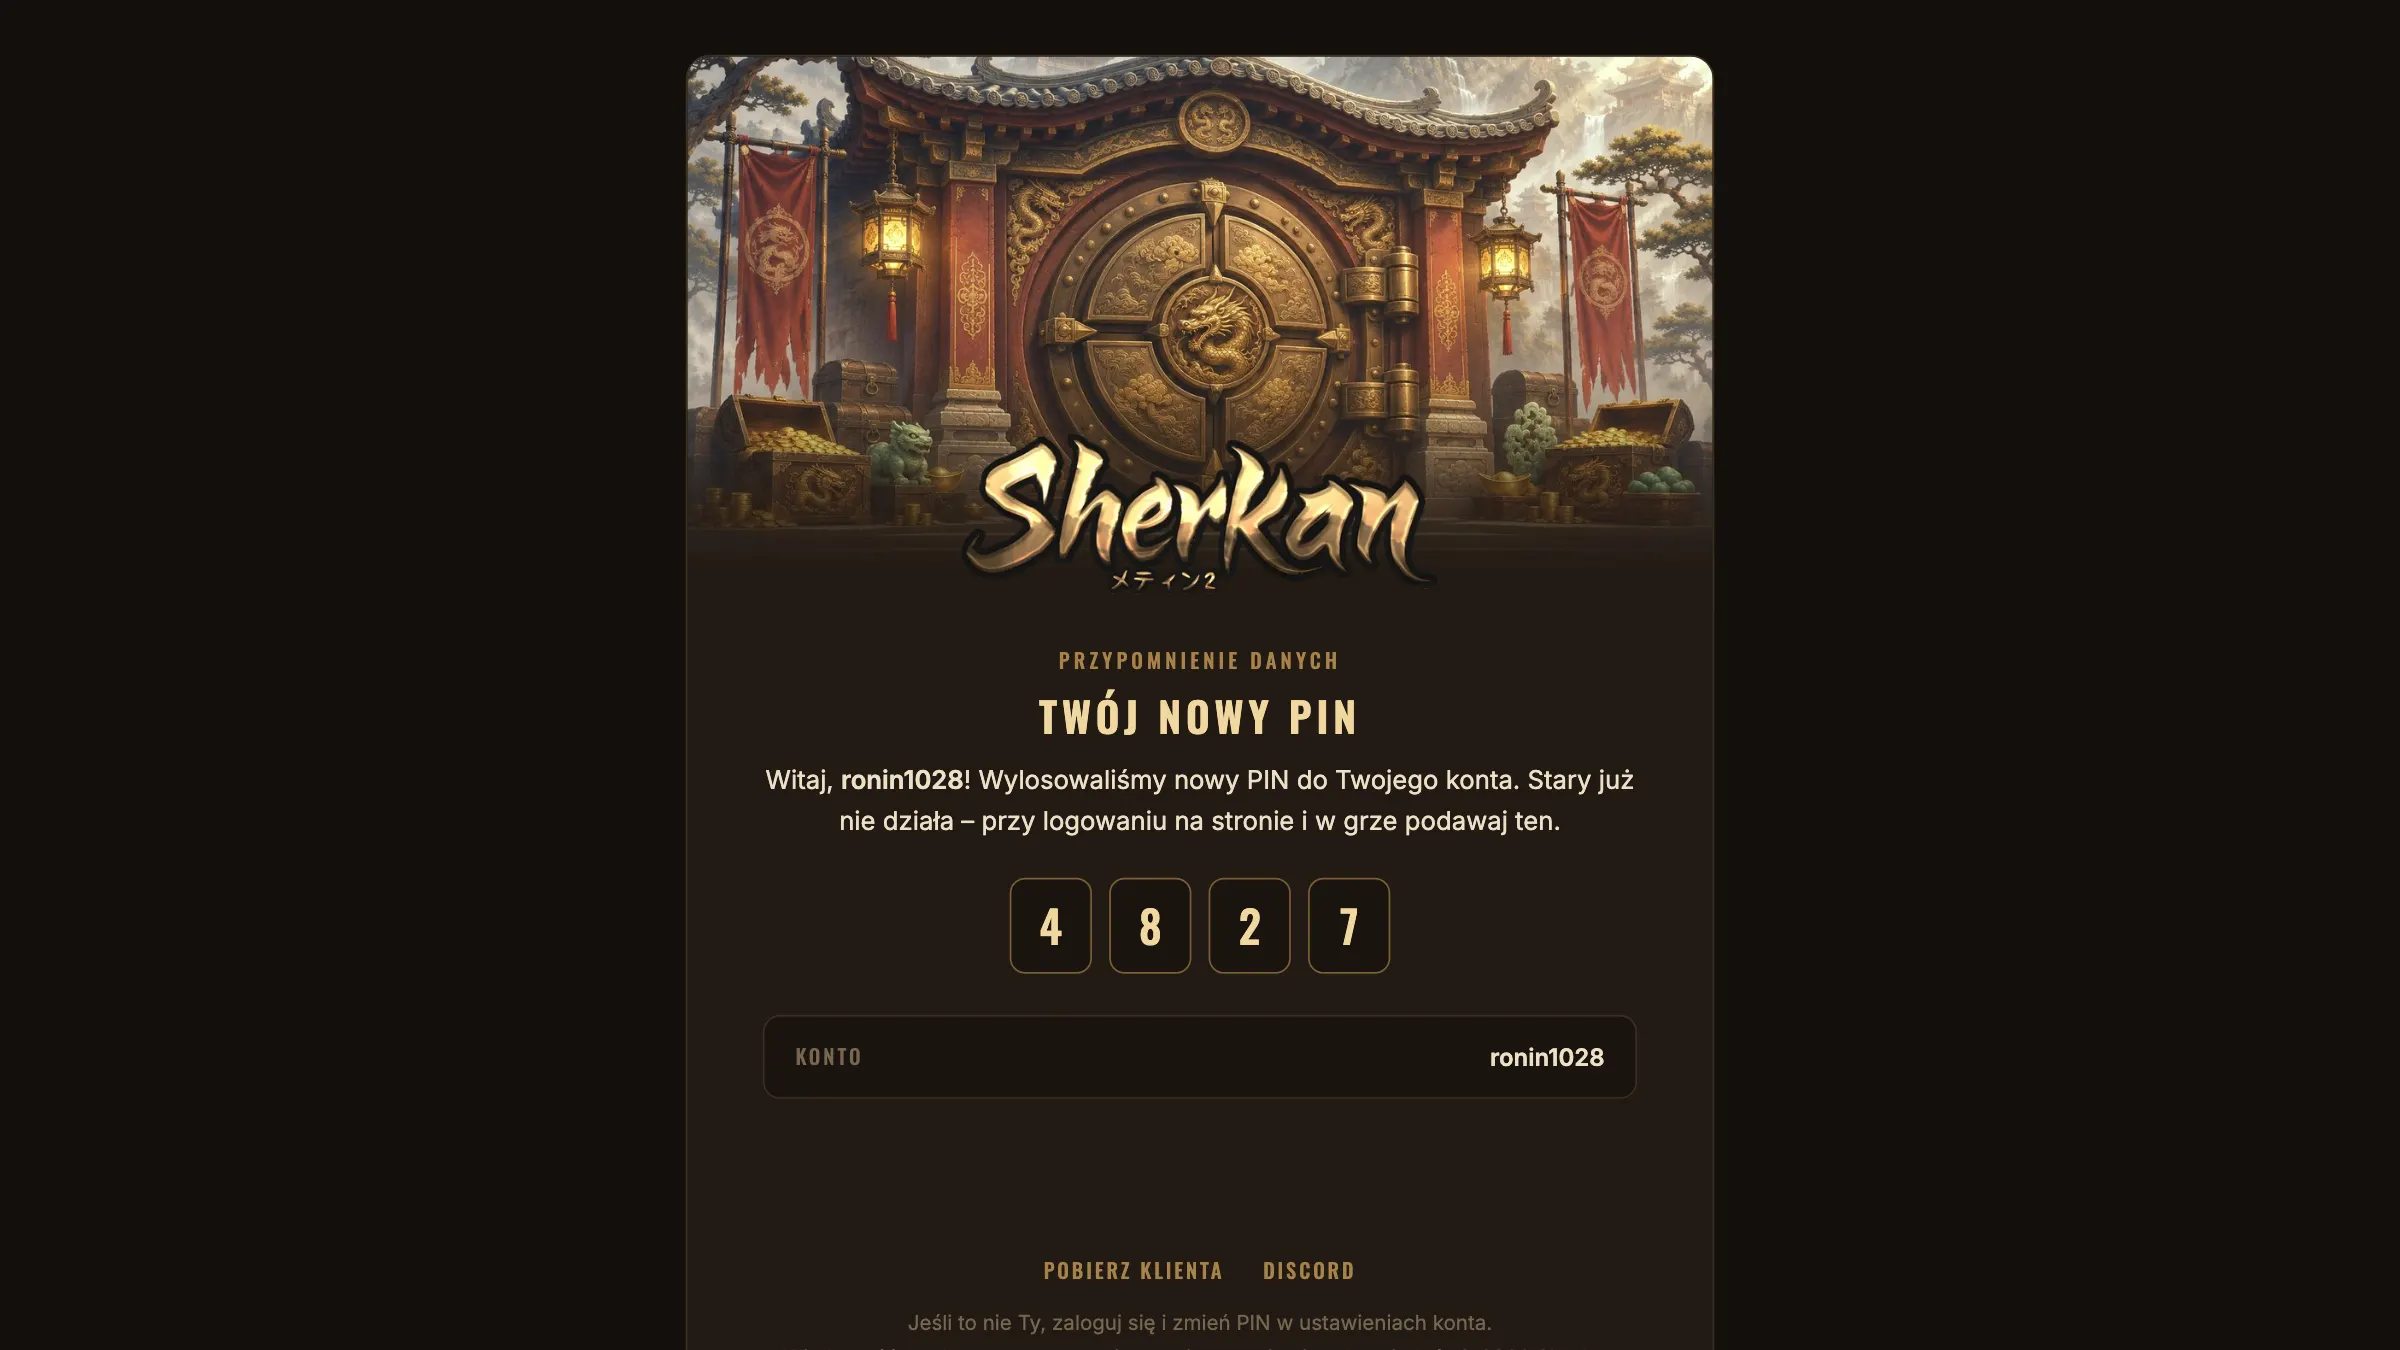 Sherkan
メティン2
PRZYPOMNIENIE DANYCH
TWÓJ NOWY PIN
Witaj, ronin1028! Wylosowaliśmy nowy PIN do Twojego konta. Stary już
nie działa – przy logowaniu na stronie i w grze podawaj ten.
4 8 2 7
KONTO ronin1028
POBIERZ KLIENTA DISCORD
Jeśli to nie Ty, zaloguj się i zmień PIN w ustawieniach konta.